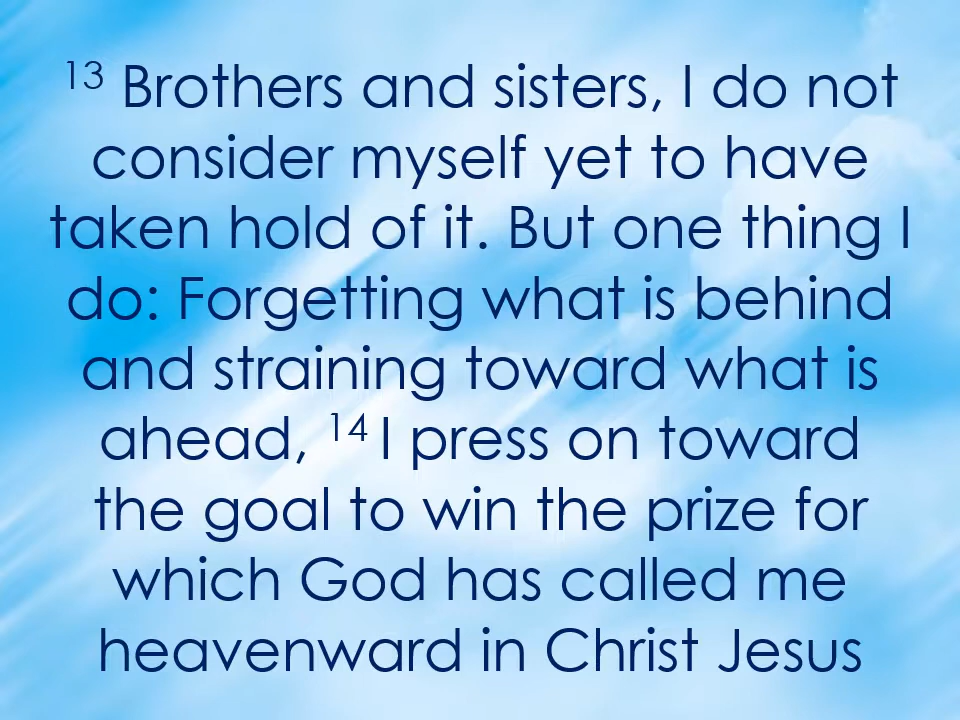 13 Brothers and sisters, I do not
consider myself yet to have
taken hold of it. But one thing I
do: Forgetting what is behind
and straining toward what is
ahead, 14 I press on toward
the goal to win the prize for
which God has called me
heavenward in Christ Jesus